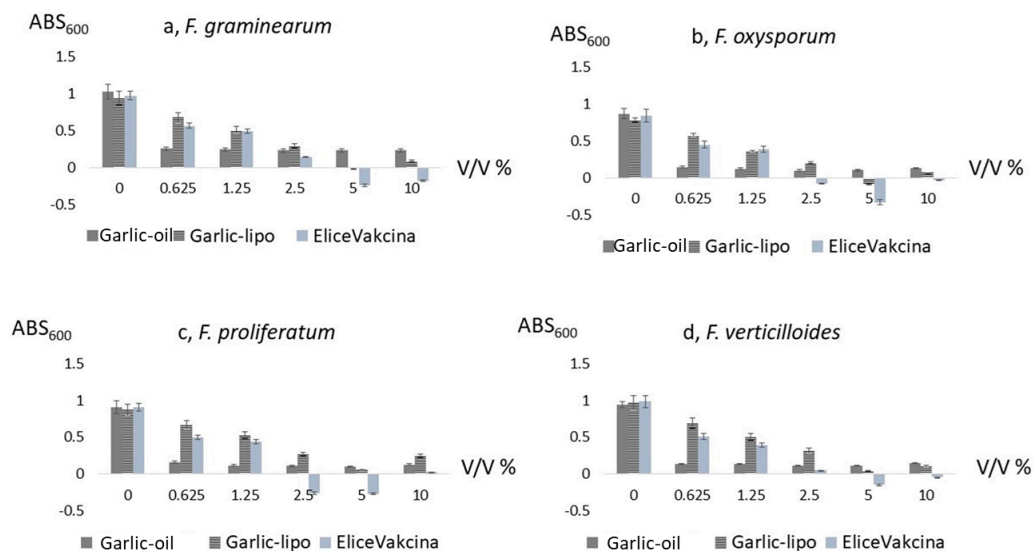 ABS600
a, F. graminearum
1.5
1
0.5
0
-0.5
0 0.625 1.25 2.5 5 10
V/V %
Garlic-oil Garlic-lipo EliceVakcina
ABS600
b, F. oxysporum
1.5
1
0.5
0
-0.5
0 0.625 1.25 2.5 5 10
V/V %
Garlic-oil Garlic-lipo EliceVakcina
ABS600
c, F. proliferatum
1.5
1
0.5
0
-0.5
0 0.625 1.25 2.5 5 10
V/V %
Garlic-oil Garlic-lipo EliceVakcina
ABS600
d, F. verticilloides
1.5
1
0.5
0
-0.5
0 0.625 1.25 2.5 5 10
V/V %
Garlic-oil Garlic-lipo EliceVakcina